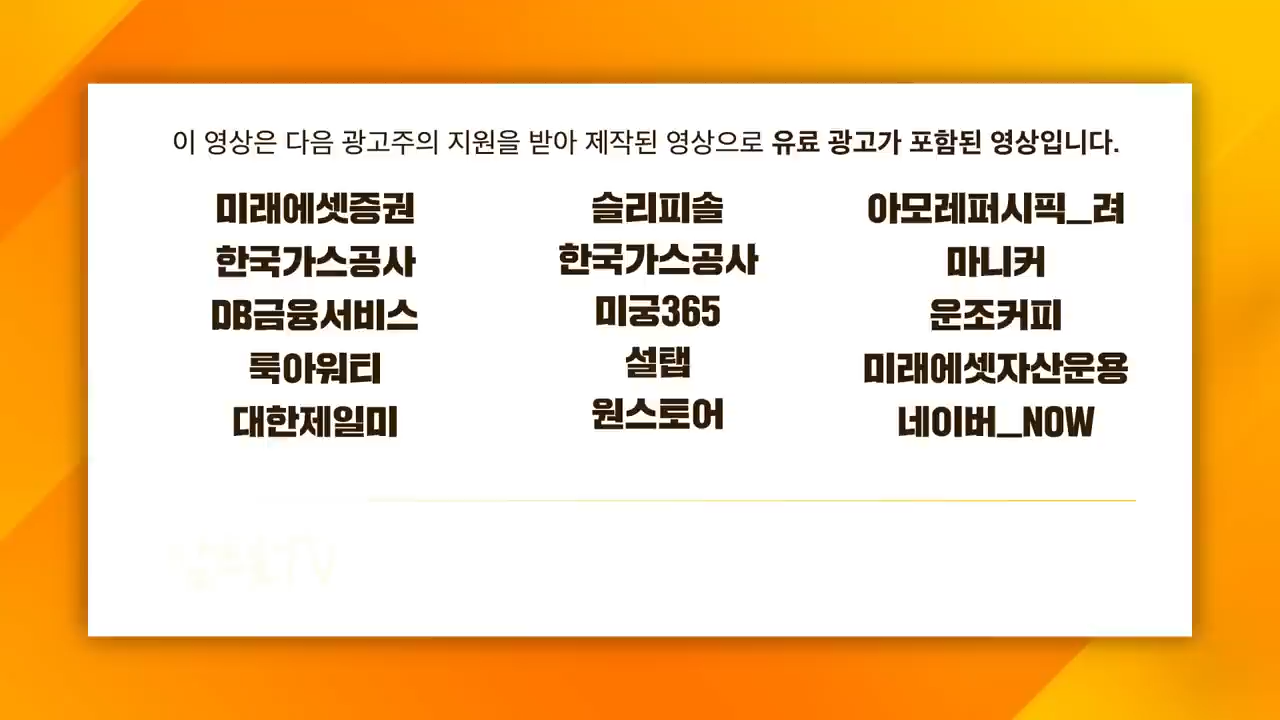 이 영상은 다음 광고주의 지원을 받아 제작된 영상으로 유료 광고가 포함된 영상입니다.
미래에셋증권 슬리피솔 아모레퍼시픽_려
한국가스공사 한국가스공사 마니커
DB금융서비스 미궁365 운조커피
룩아워티 설탭 미래에셋자산운용
대한제일미 원스토어 네이버_NOW